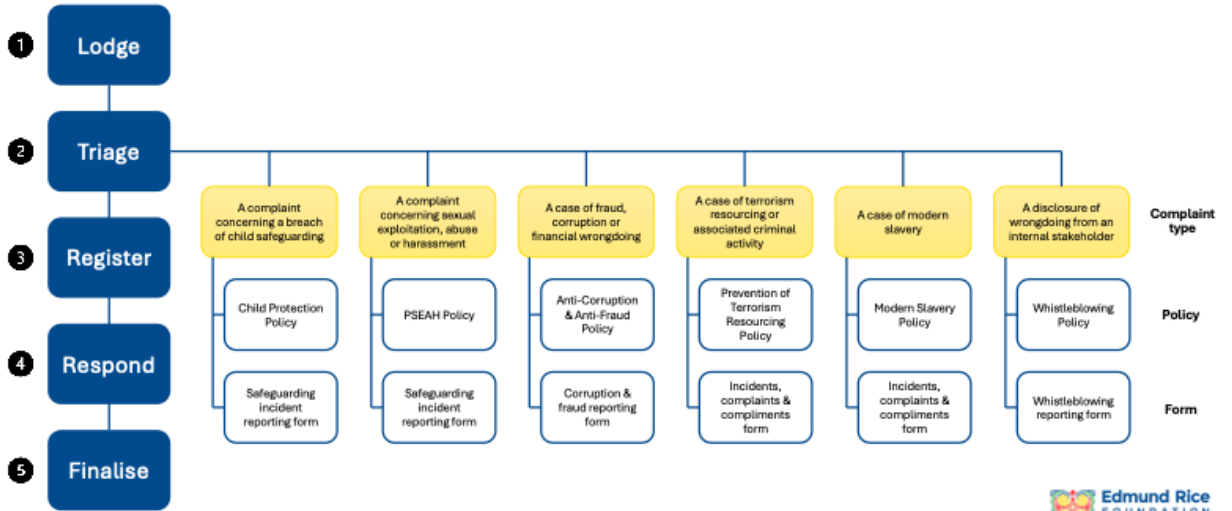 1
Lodge
2
Triage
3
Register
4
Respond
5
Finalise
A complaint
concerning a breach
of child safeguarding
A complaint
concerning sexual
exploitation, abuse
or harassment
A case of fraud,
corruption or
financial wrongdoing
A case of terrorism
resourcing or
associated criminal
activity
A case of modern
slavery
A disclosure of
wrongdoing from an
internal stakeholder
Complaint
type
Child Protection
Policy
PSEAH Policy
Anti-Corruption
& Anti-Fraud
Policy
Prevention of
Terrorism
Resourcing
Policy
Modern Slavery
Policy
Whistleblowing
Policy
Policy
Safeguarding
incident
reporting form
Safeguarding
incident
reporting form
Corruption &
fraud reporting
form
Incidents,
complaints &
compliments
form
Incidents,
complaints &
compliments
form
Whistleblowing
reporting form
Form
Edmund Rice
FOUNDATION